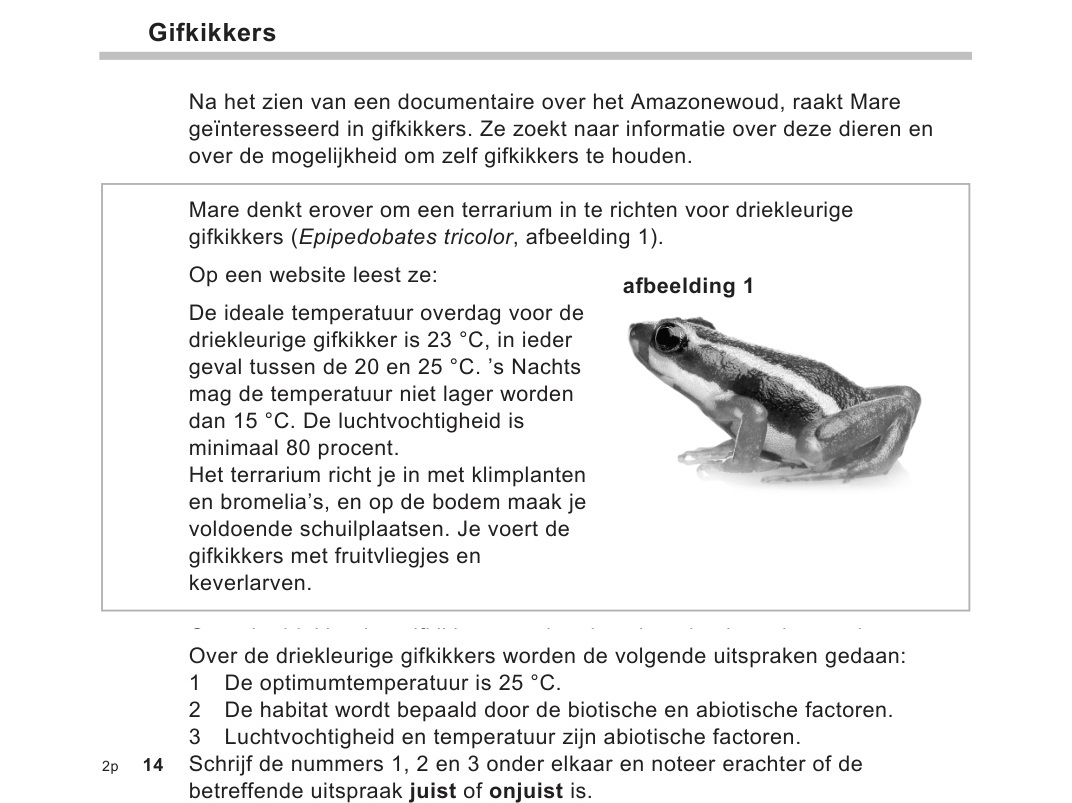 Gifkikkers
Na het zien van een documentaire over het Amazonewoud, raakt Mare
geïnteresseerd in gifkikkers. Ze zoekt naar informatie over deze dieren en
over de mogelijkheid om zelf gifkikkers te houden.
Mare denkt erover om een terrarium in te richten voor driekleurige
gifkikkers (Epipedobates tricolor, afbeelding 1).
Op een website leest ze:
De ideale temperatuur overdag voor de
driekleurige gifkikker is 23 °C, in ieder
geval tussen de 20 en 25 °C. ’s Nachts
mag de temperatuur niet lager worden
dan 15 °C. De luchtvochtigheid is
minimaal 80 procent.
Het terrarium richt je in met klimplanten
en bromelia’s, en op de bodem maak je
voldoende schuilplaatsen. Je voert de
gifkikkers met fruitvliegjes en
keverlarven.
afbeelding 1
Over de driekleurige gifkikkers worden de volgende uitspraken gedaan:
1 De optimumtemperatuur is 25 °C.
2 De habitat wordt bepaald door de biotische en abiotische factoren.
3 Luchtvochtigheid en temperatuur zijn abiotische factoren.
2p 14 Schrijf de nummers 1, 2 en 3 onder elkaar en noteer erachter of de
betreffende uitspraak juist of onjuist is.